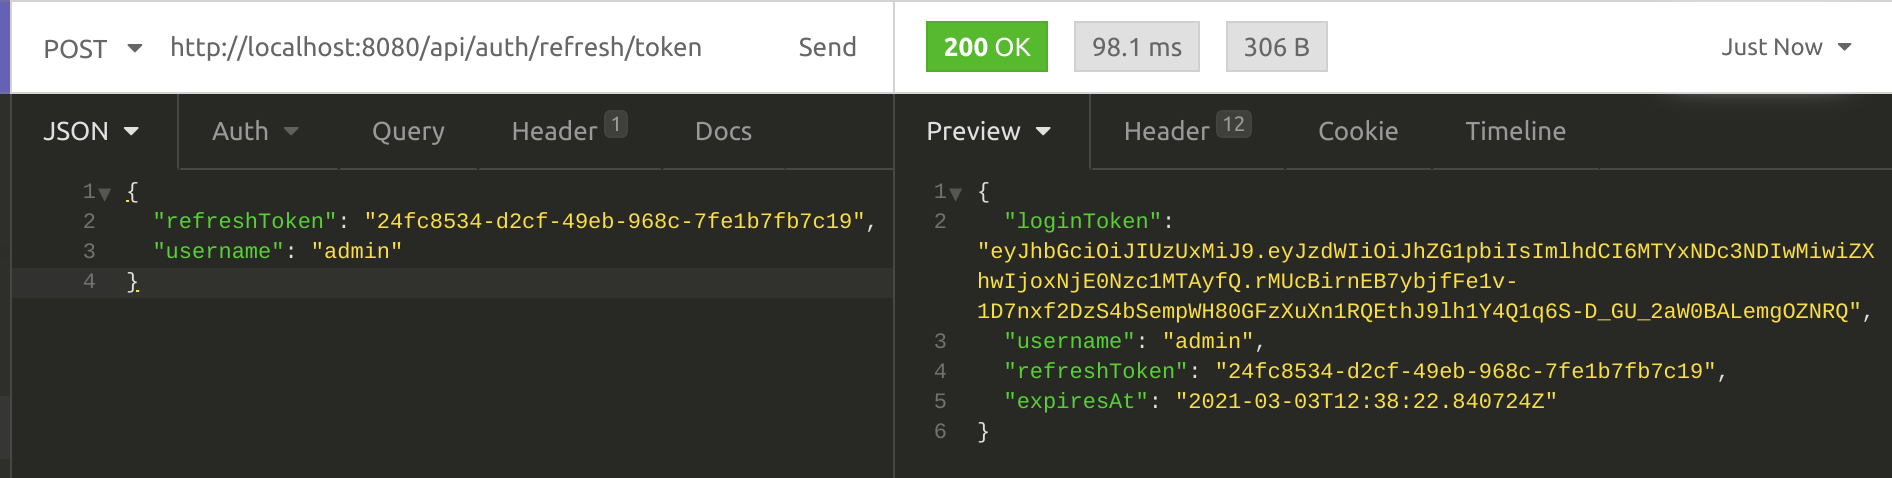 POST http://localhost:8080/api/auth/refresh/token Send
200 OK 98.1 ms 306 B Just Now
JSON Auth Query Header 1 Docs
Preview Header 12 Cookie Timeline
1 {
2 "refreshToken": "24fc8534-d2cf-49eb-968c-7fe1b7fb7c19",
3 "username": "admin"
4 }
1 {
2 "loginToken":
"eyJhbGciOiJIUzUxMiJ9.eyJzdWIiOiJhZG1pbiIsImlhdCI6MTYxNDc3NDIwMiwiZX
hwIjoxNjE0Nzc1MTAyfQ.rMUcBirnEB7ybjfFe1v-
1D7nxf2DzS4bSempWH80GFzXuXn1RQEthJ9lh1Y4Q1q6S-D_GU_2aW0BALemgOZNRQ",
3 "username": "admin",
4 "refreshToken": "24fc8534-d2cf-49eb-968c-7fe1b7fb7c19",
5 "expiresAt": "2021-03-03T12:38:22.840724Z"
6 }